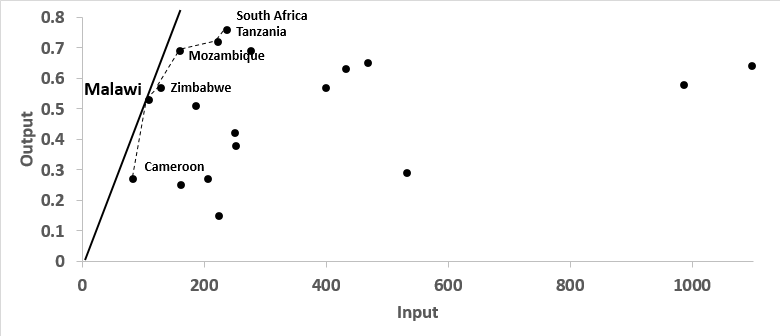 0.8
South Africa
Tanzania
0.7
Mozambique
0.6
Malawi
Zimbabwe
0.5
0.4
Output
0.3
Cameroon
0.2
0.1
0
0 200 400 600 800 1000
Input